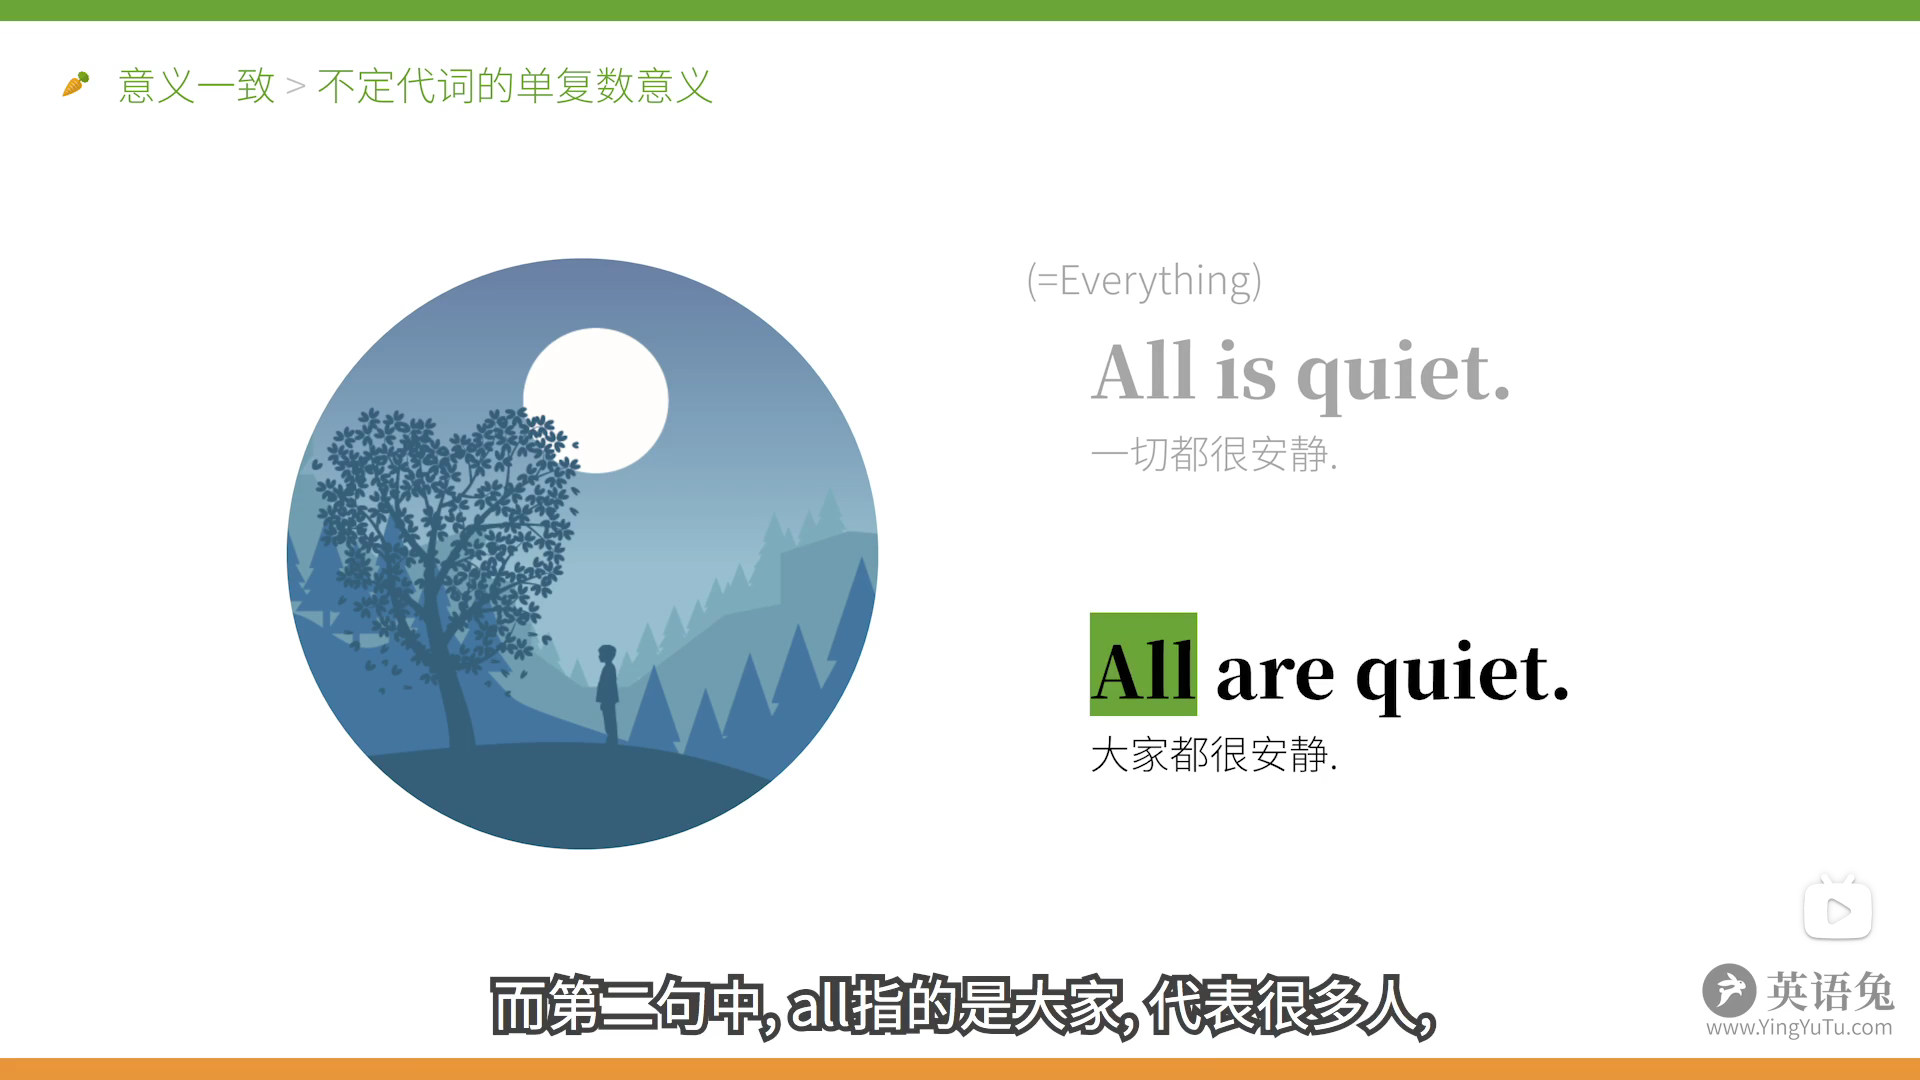 意义一致 > 不定代词的单复数意义
(=Everything)
All is quiet.
一切都很安静.
All are quiet.
大家都很安静.
而第二句中, all指的是大家, 代表很多人,
英语兔
www.YingYuTu.com